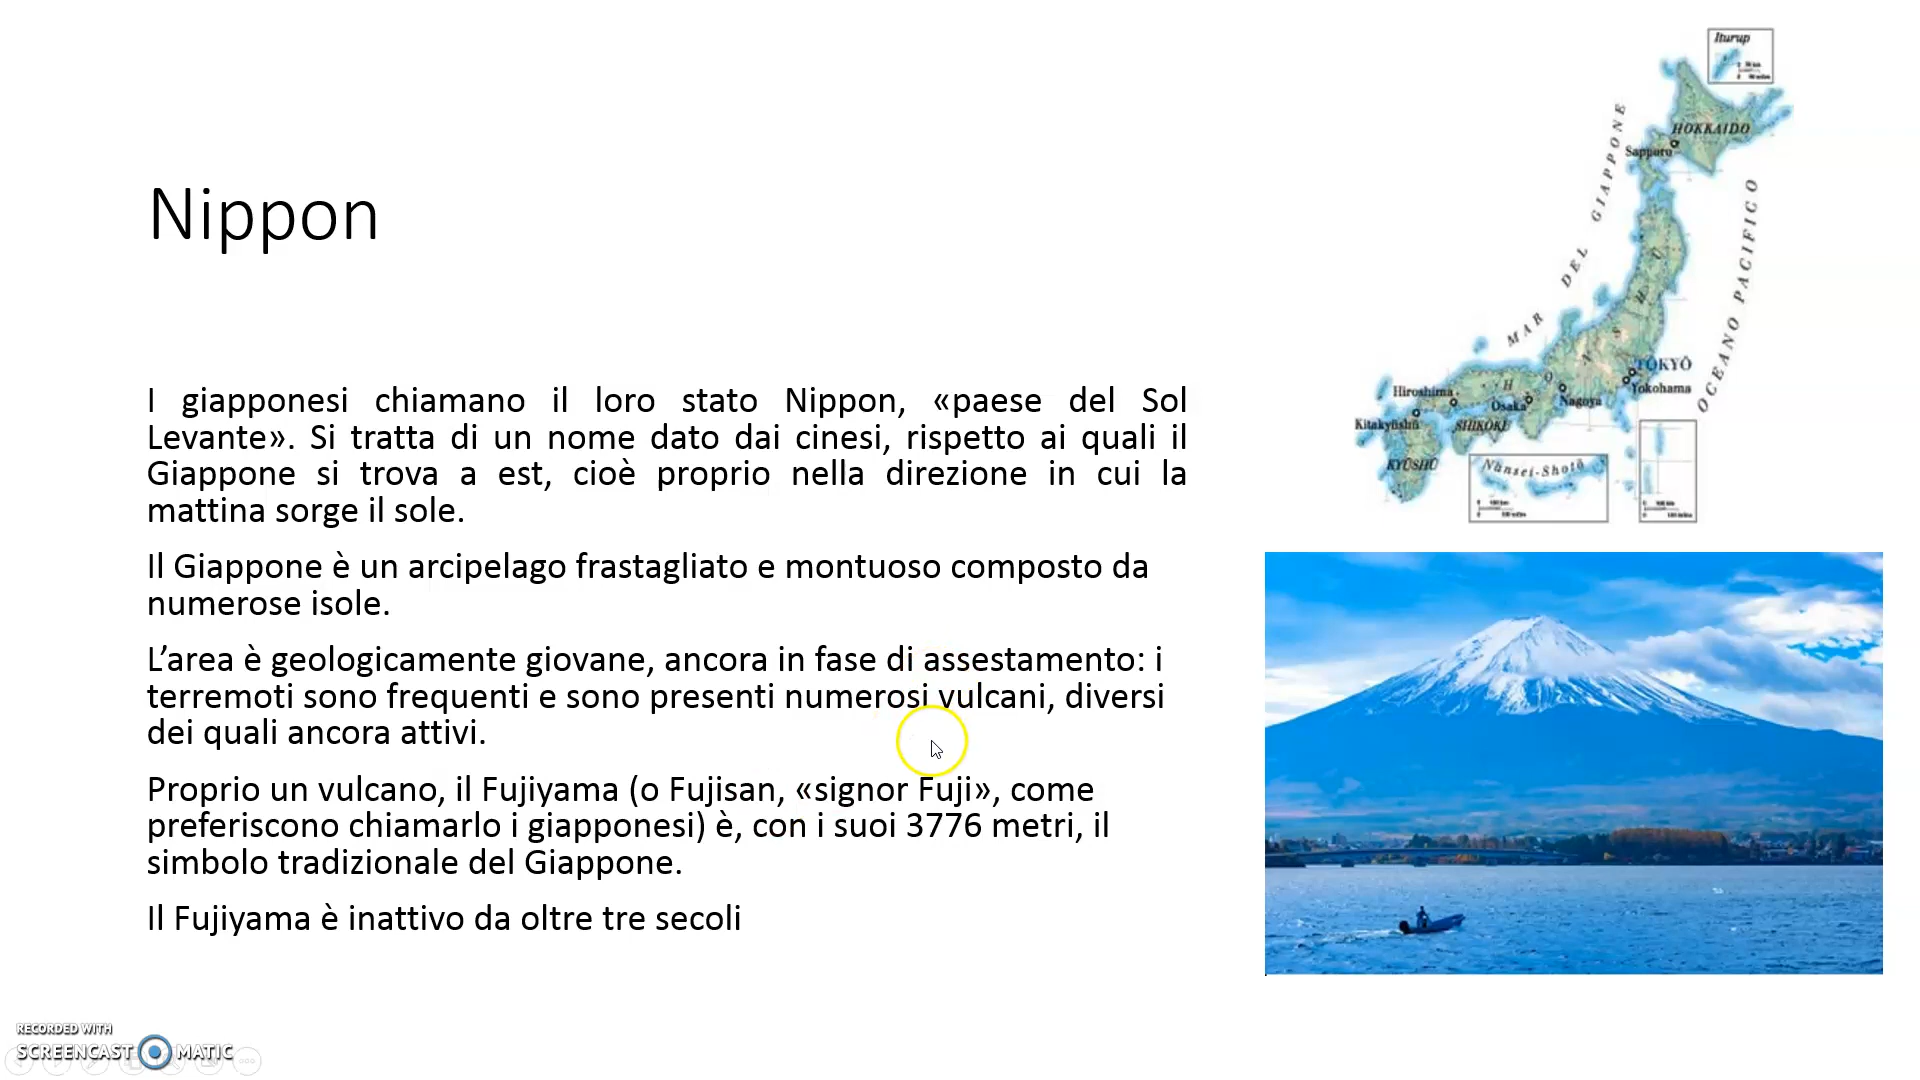 Nippon
I giapponesi chiamano il loro stato Nippon, «paese del Sol
Levante». Si tratta di un nome dato dai cinesi, rispetto ai quali il
Giappone si trova a est, cioè proprio nella direzione in cui la
mattina sorge il sole.
Il Giappone è un arcipelago frastagliato e montuoso composto da
numerose isole.
L’area è geologicamente giovane, ancora in fase di assestamento: i
terremoti sono frequenti e sono presenti numerosi vulcani, diversi
dei quali ancora attivi.
Proprio un vulcano, il Fujiyama (o Fujisan, «signor Fuji», come
preferiscono chiamarlo i giapponesi) è, con i suoi 3776 metri, il
simbolo tradizionale del Giappone.
Il Fujiyama è inattivo da oltre tre secoli
Iturup
HOKKAIDO
Sapporo
MAR DEL GIAPPONE
OCEANO PACIFICO
HONSHU
TŌKYŌ
Yokohama
Nagoya
Ōsaka
Hiroshima
Kitakyūshū
SHIKOKU
KYŪSHŪ
Nansei-Shotō
RECORDED WITH
SCREENCAST MATIC